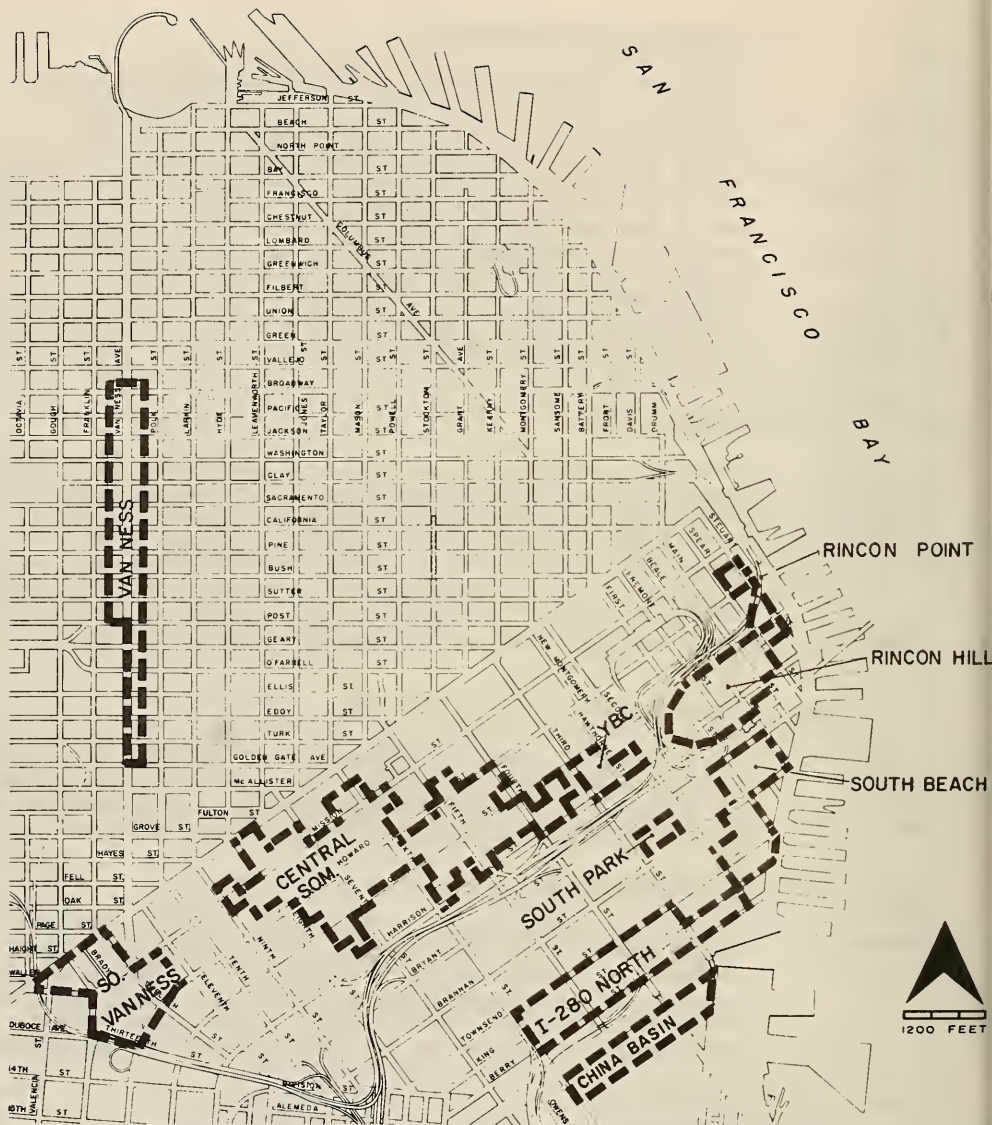 SAN
FRANCISCO
BAY
JEFFERSON ST.
BEACH ST
NORTH POINT
BAY ST
FRANCISCO ST
CHESTNUT ST
LOMBARD ST
GREENWICH ST
FILBERT ST
UNION ST
GREEN ST
VALLEJO ST
BROADWAY
PACIFIC ST
JACKSON ST
WASHINGTON ST
CLAY ST
SACRAMENTO ST
CALIFORNIA ST
PINE ST
BUSH ST
SUTTER ST
POST ST
GEARY ST
O'FARRELL ST
ELLIS ST.
EDDY ST
TURK ST
GOLDEN GATE AVE
McALLISTER
FULTON ST
GROVE ST.
HAYES ST.
FELL ST.
OAK ST.
PAGE ST.
HAIGHT ST.
WALLER
DUBOCE AVE
14TH ST
ST
VALENCIA
COLUMBUS AVE
OCTAVIA ST
GOUGH ST
FRANKLIN ST
VAN NESS AVE
POLK ST
LARKIN ST
HYDE ST
LEAVENWORTH ST
JONES ST
TAYLOR ST
MASON ST
POWELL ST
STOCKTON ST
GRANT AVE
KEARNY ST
MONTGOMERY ST
SANSOME ST
BATTERY ST
FRONT ST
DAVIS ST
DRUMM
VAN NESS
STEUART
SPEAR
MAIN
BEALE
FREMONT
FIRST
NEW MONTGOMERY
SECOND
HAWTHORNE
THIRD
FOURTH
FIFTH ST
MISSION
HOWARD
SEVENTH
EIGHTH
NINTH ST
TENTH ST
ELEVENTH
HARRISON ST
BRYANT
BRANNAN ST
TOWNSEND ST
KING
BERRY
OWENS
BRADY
THIRTEENTH ST
DIVISION ST
ALAMEDA
RINCON POINT
RINCON HILL
SOUTH BEACH
YBC
CENTRAL
SOM
SOUTH PARK
I-280 NORTH
CHINA BASIN
SO.
VAN NESS
1200 FEET